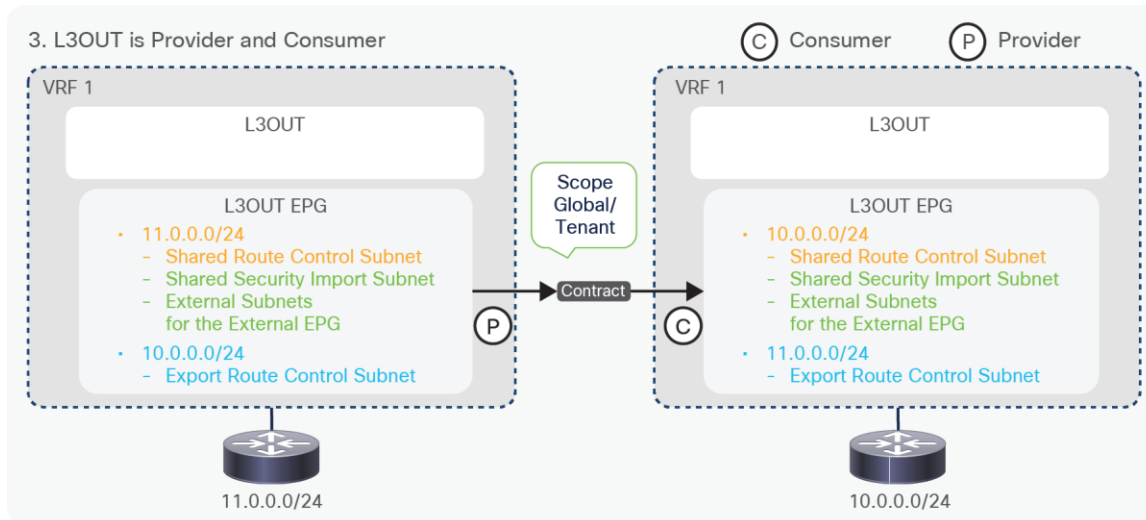 3. L3OUT is Provider and Consumer
C Consumer
P Provider
VRF 1
L3OUT
L3OUT EPG
• 11.0.0.0/24
– Shared Route Control Subnet
– Shared Security Import Subnet
– External Subnets
for the External EPG
• 10.0.0.0/24
– Export Route Control Subnet
11.0.0.0/24
P
Scope
Global/
Tenant
Contract
C
VRF 1
L3OUT
L3OUT EPG
• 10.0.0.0/24
– Shared Route Control Subnet
– Shared Security Import Subnet
– External Subnets
for the External EPG
• 11.0.0.0/24
– Export Route Control Subnet
10.0.0.0/24